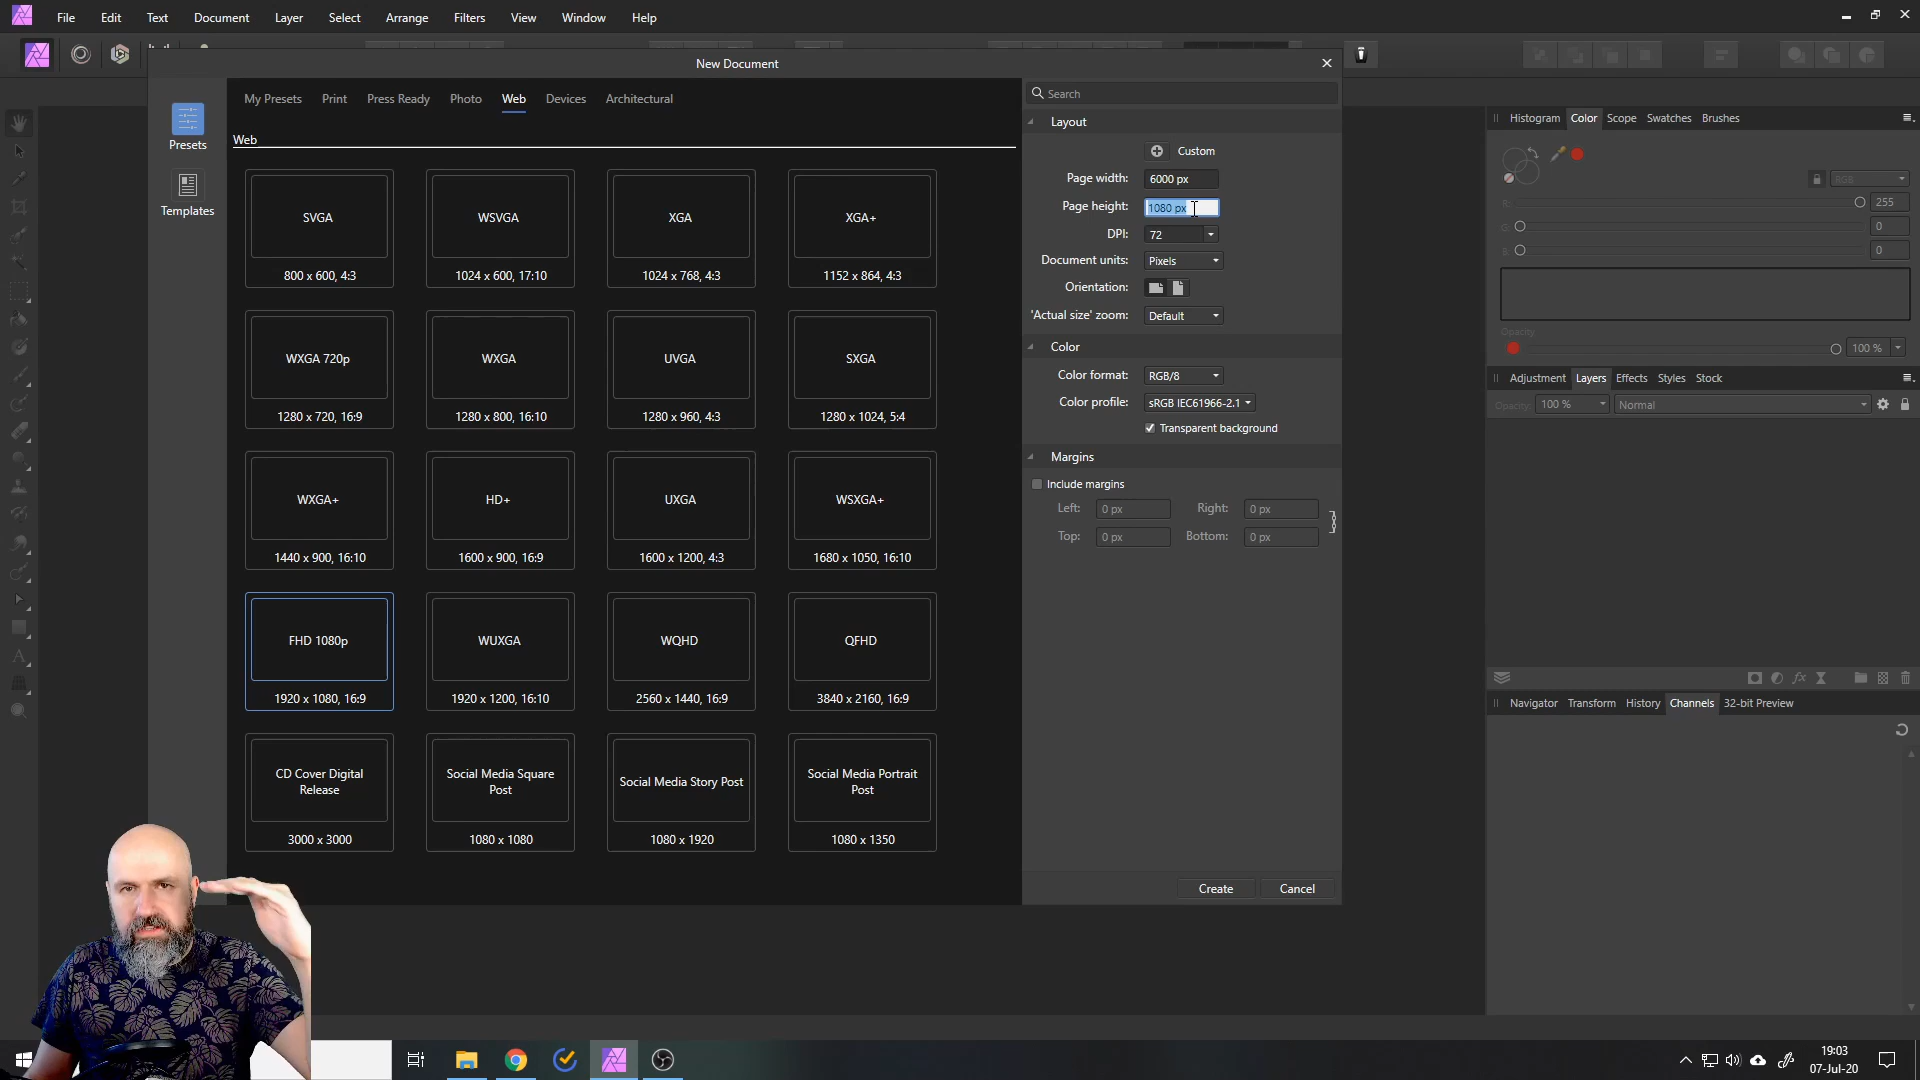 File Edit Text Document Layer Select Arrange Filters View Window Help
New Document
My Presets Print Press Ready Photo Web Devices Architectural
Presets
Templates
Web
SVGA
800 x 600, 4:3
WSVGA
1024 x 600, 17:10
XGA
1024 x 768, 4:3
XGA+
1152 x 864, 4:3
WXGA 720p
1280 x 720, 16:9
WXGA
1280 x 800, 16:10
UVGA
1280 x 960, 4:3
SXGA
1280 x 1024, 5:4
WXGA+
1440 x 900, 16:10
HD+
1600 x 900, 16:9
UXGA
1600 x 1200, 4:3
WSXGA+
1680 x 1050, 16:10
FHD 1080p
1920 x 1080, 16:9
WUXGA
1920 x 1200, 16:10
WQHD
2560 x 1440, 16:9
QFHD
3840 x 2160, 16:9
CD Cover Digital
Release
3000 x 3000
Social Media Square
Post
1080 x 1080
Social Media Story Post
1080 x 1920
Social Media Portrait
Post
1080 x 1350
Search
Layout
Custom
Page width: 6000 px
Page height: 1080 px
DPI: 72
Document units: Pixels
Orientation:
'Actual size' zoom: Default
Color
Color format: RGB/8
Color profile: sRGB IEC61966-2.1
Transparent background
Margins
Include margins
Left: 0 px Right: 0 px
Top: 0 px Bottom: 0 px
Create Cancel
Histogram Color Scope Swatches Brushes
RGB
R: 255
G: 0
B: 0
Opacity
100 %
Adjustment Layers Effects Styles Stock
Opacity: 100 % Normal
fx
Navigator Transform History Channels 32-bit Preview
19:03
07-Jul-20